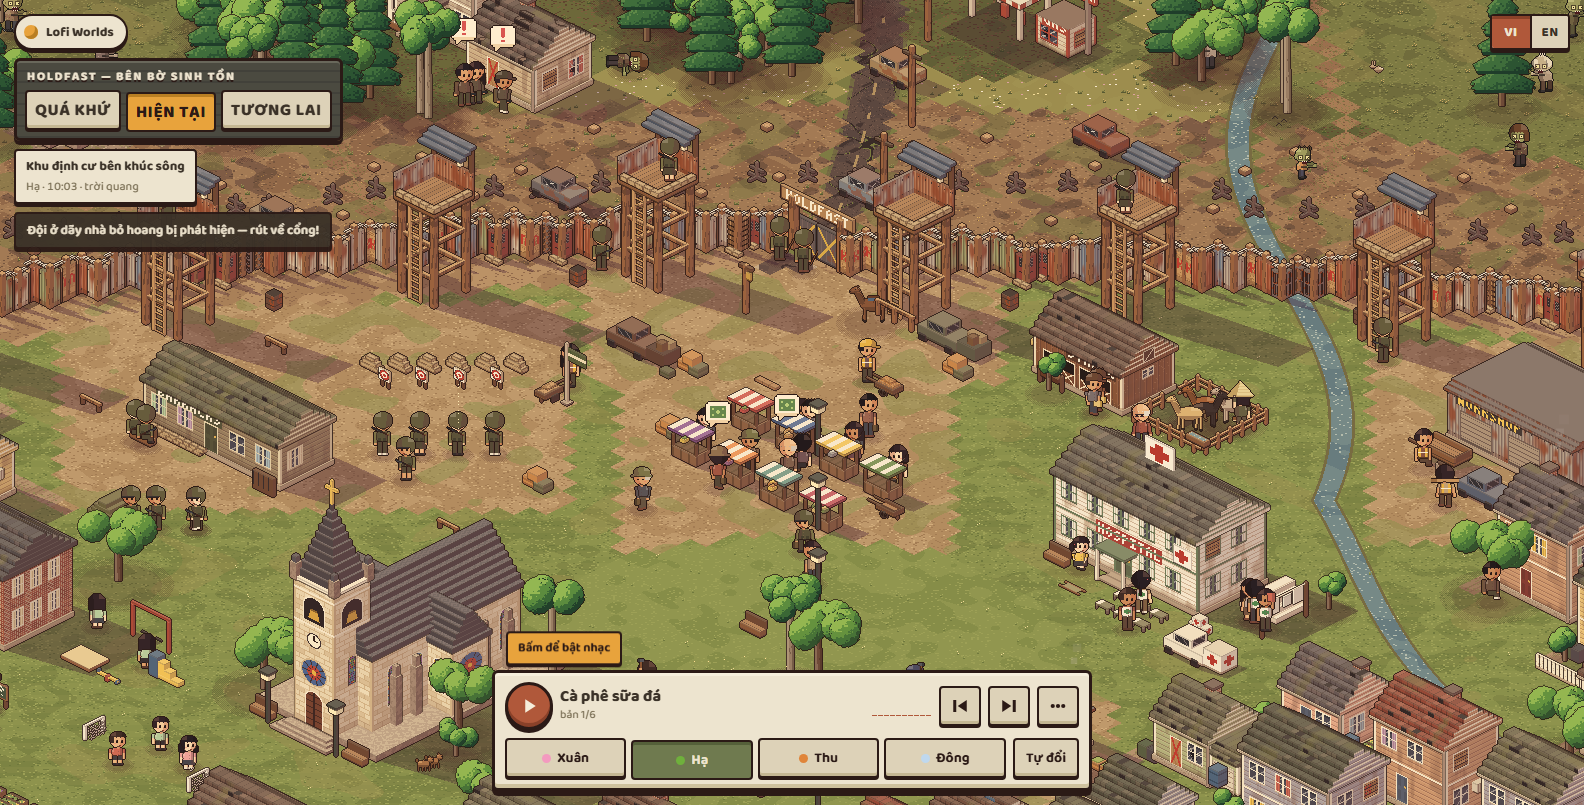 Lofi Worlds
VI
EN
HOLDFAST — BÊN BỜ SINH TỒN
QUÁ KHỨ
HIỆN TẠI
TƯƠNG LAI
Khu định cư bên khúc sông
Hạ · 10:03 · trời quang
Đội ở dãy nhà bỏ hoang bị phát hiện — rút về cổng!
HOLDFAST
HOSPITAL
Bấm để bật nhạc
Cà phê sữa đá
bản 1/6
Xuân
Hạ
Thu
Đông
Tự đổi